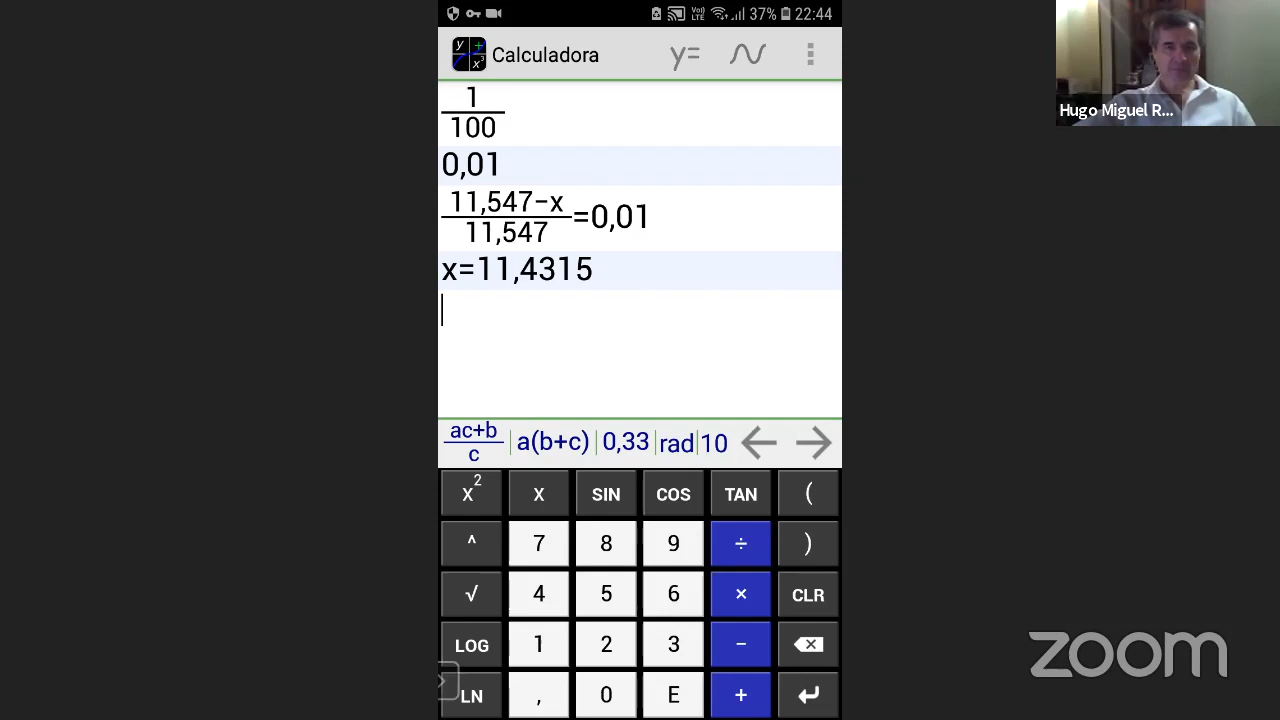 37% 22:44
Calculadora y=
1
100
0,01
11,547-x
11,547
=0,01
x=11,4315
ac+b
c
a(b+c) 0,33 rad 10
x² X SIN COS TAN (
^ 7 8 9 ÷ )
√ 4 5 6 × CLR
LOG 1 2 3 −
LN , 0 E +
Hugo Miguel R...
zoom